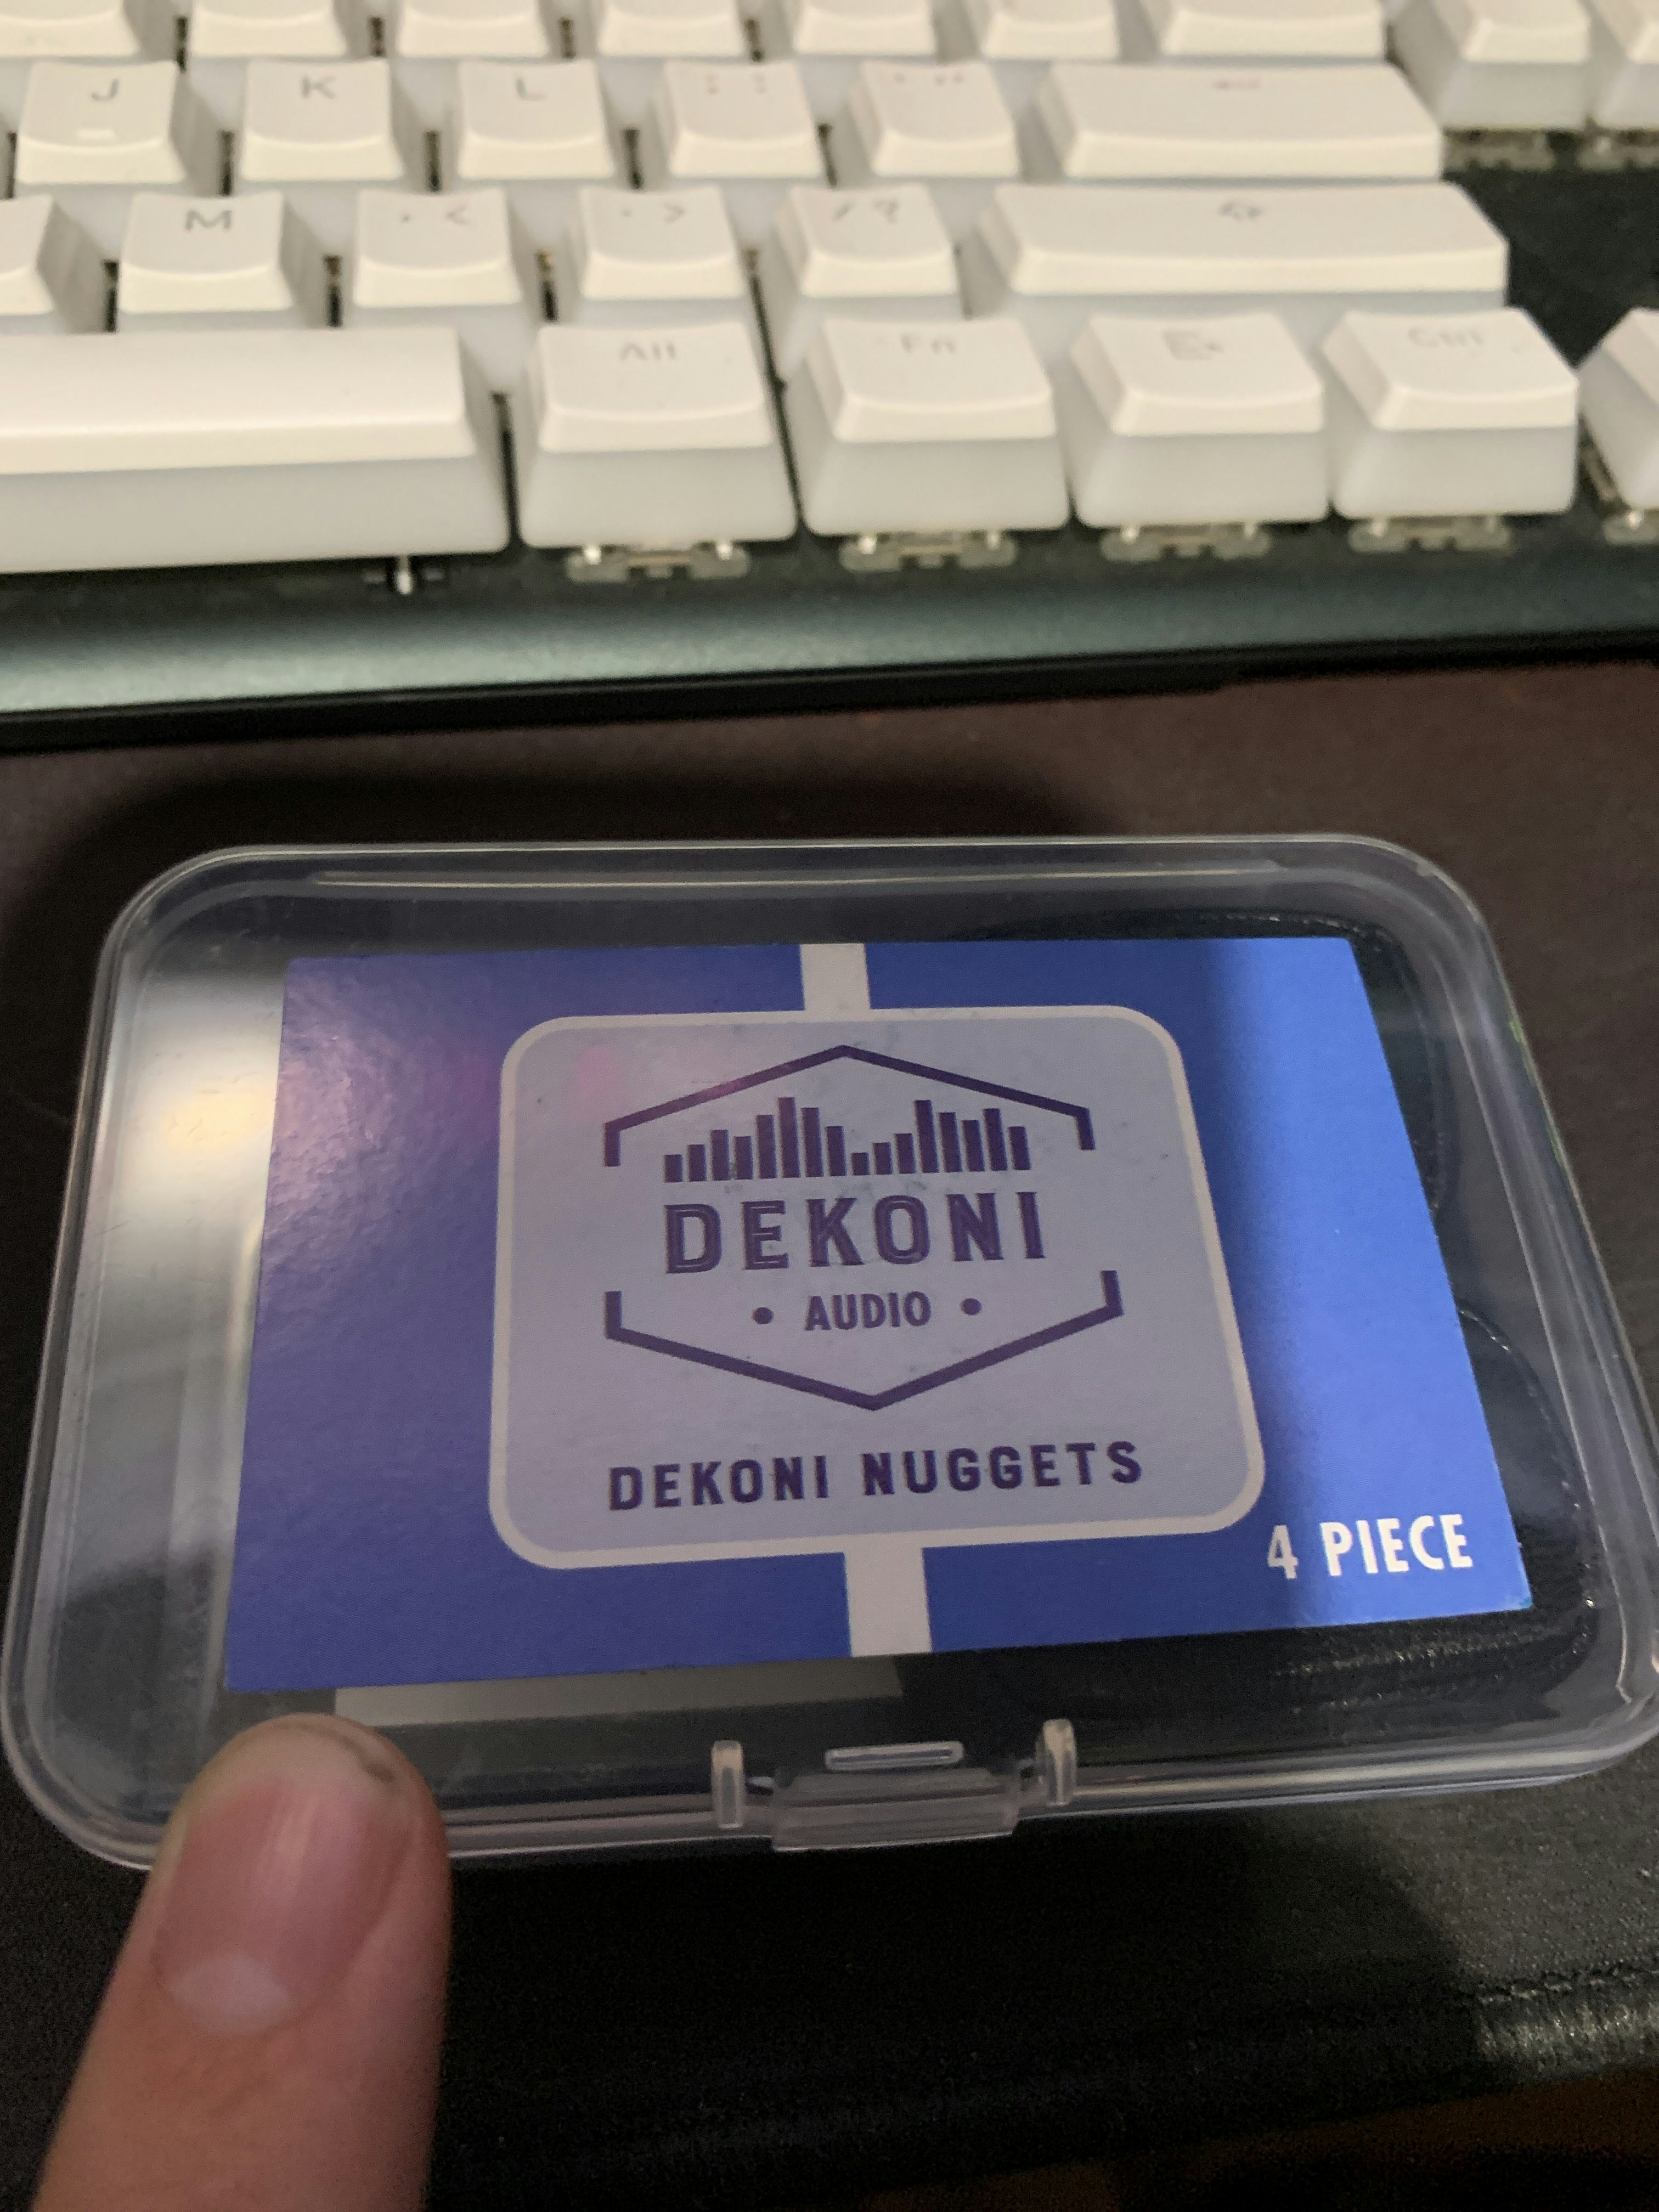 J K L : ; " '
M , < . > / ?
Alt Fn Ctrl
DEKONI
• AUDIO •
DEKONI NUGGETS
4 PIECE